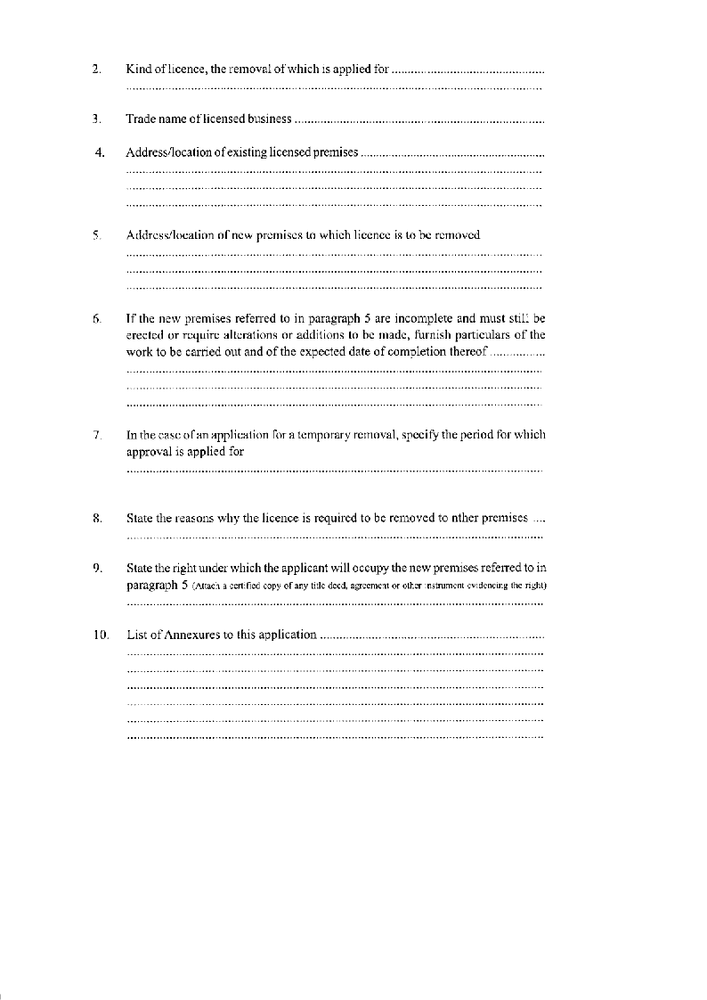 2. Kind of licence, the removal of which is applied for ...............................................
................................................................................................................................
3. Trade name of licensed business .............................................................................
4. Address/location of existing licensed premises .........................................................
................................................................................................................................
................................................................................................................................
................................................................................................................................
5. Address/location of new premises to which licence is to be removed
................................................................................................................................
................................................................................................................................
................................................................................................................................
6. If the new premises referred to in paragraph 5 are incomplete and must still be
erected or require alterations or additions to be made, furnish particulars of the
work to be carried out and of the expected date of completion thereof .................
................................................................................................................................
................................................................................................................................
................................................................................................................................
7. In the case of an application for a temporary removal, specify the period for which
approval is applied for
................................................................................................................................
8. State the reasons why the licence is required to be removed to nther premises ....
................................................................................................................................
9. State the right under which the applicant will occupy the new premises referred to in
paragraph 5 (Attach a certified copy of any title deed, agreement or other instrument evidencing the right)
................................................................................................................................
10. List of Annexures to this application .....................................................................
................................................................................................................................
................................................................................................................................
................................................................................................................................
................................................................................................................................
................................................................................................................................
................................................................................................................................